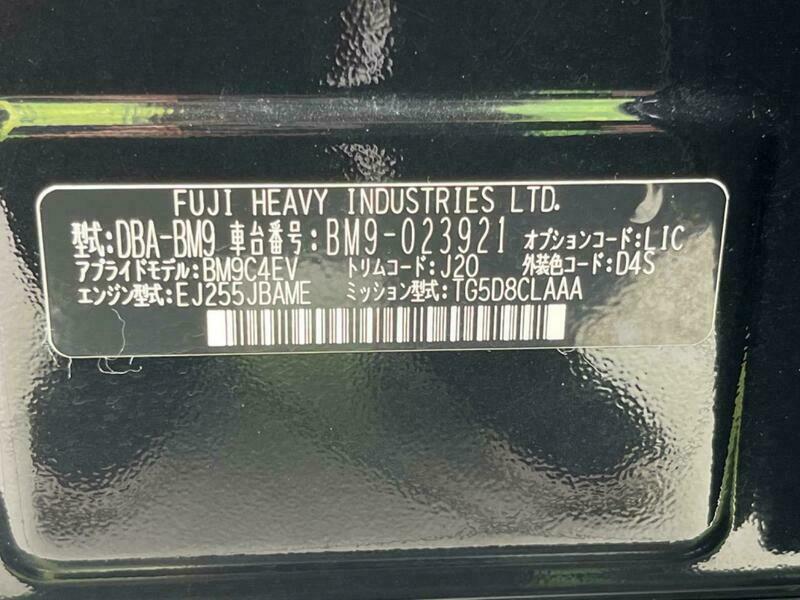 FUJI HEAVY INDUSTRIES LTD.
型式:DBA-BM9 車台番号:BM9-023921 オプションコード:LIC
アプライドモデル:BM9C4EV トリムコード:J20 外装色コード:D4S
エンジン型式:EJ255JBAME ミッション型式:TG5D8CLAAA